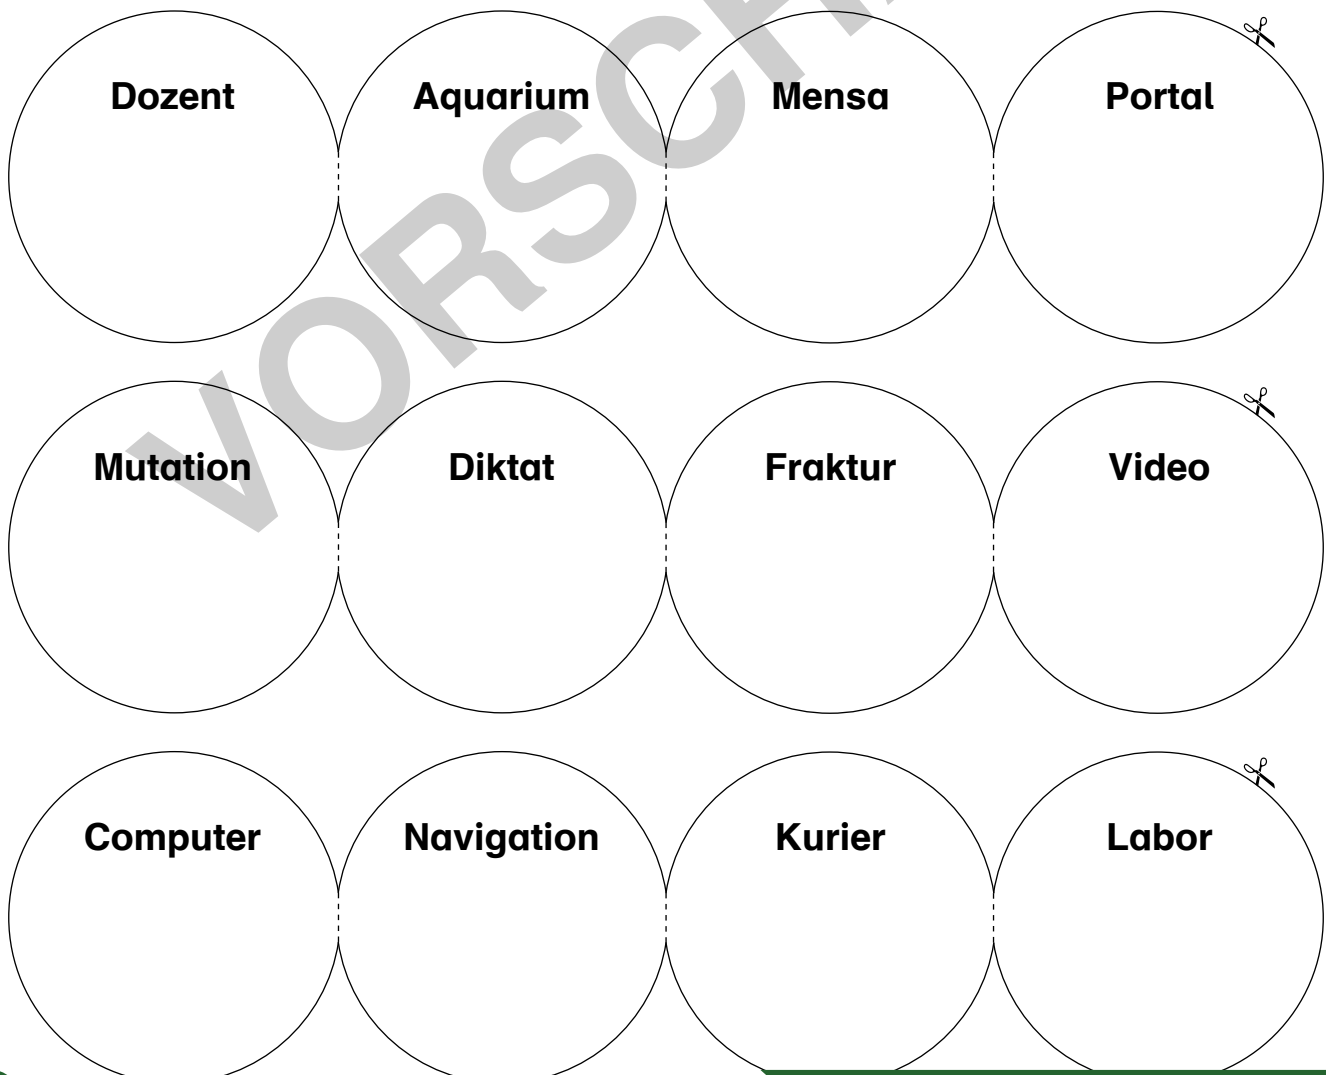 Dozent Aquarium Mensa Portal
Mutation Diktat Fraktur Video
Computer Navigation Kurier Labor
VORSCH